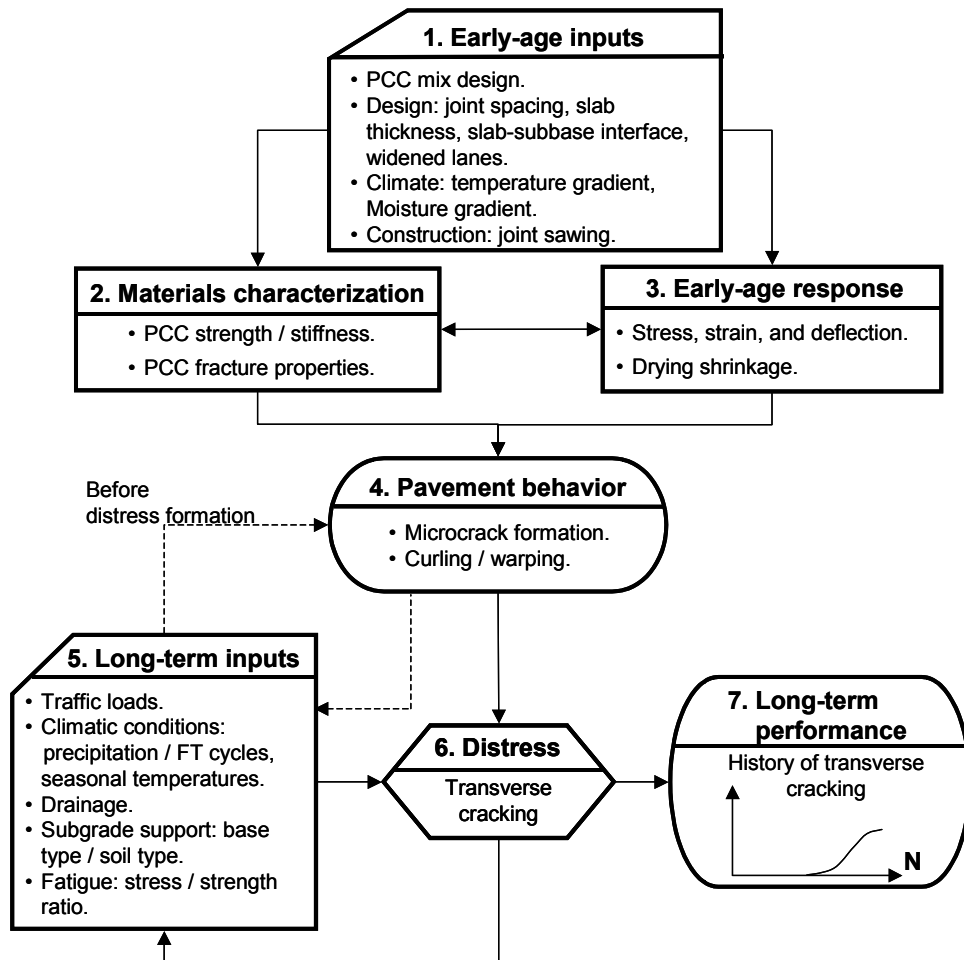 1. Early-age inputs
• PCC mix design.
• Design: joint spacing, slab
thickness, slab-subbase interface,
widened lanes.
• Climate: temperature gradient,
Moisture gradient.
• Construction: joint sawing.
2. Materials characterization
• PCC strength / stiffness.
• PCC fracture properties.
3. Early-age response
• Stress, strain, and deflection.
• Drying shrinkage.
4. Pavement behavior
• Microcrack formation.
• Curling / warping.
Before
distress formation
5. Long-term inputs
• Traffic loads.
• Climatic conditions:
precipitation / FT cycles,
seasonal temperatures.
• Drainage.
• Subgrade support: base
type / soil type.
• Fatigue: stress / strength
ratio.
6. Distress
Transverse
cracking
7. Long-term
performance
History of transverse
cracking
N